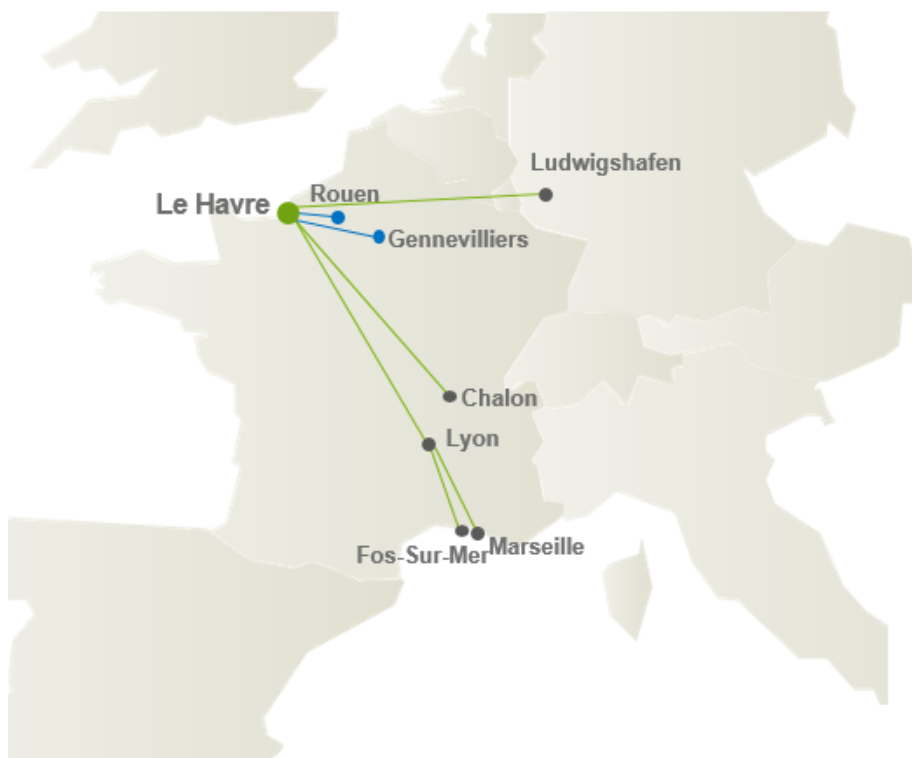 Ludwigshafen
Rouen
Le Havre
Gennevilliers
Chalon
Lyon
Fos-Sur-Mer
Marseille